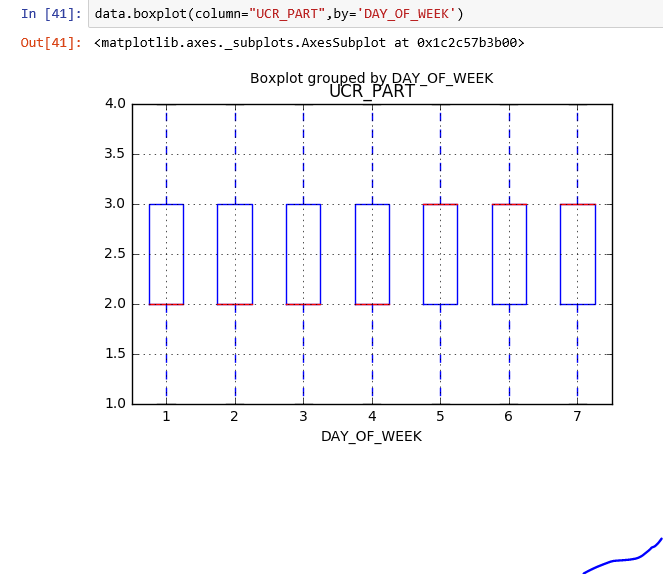 In [41]: data.boxplot(column="UCR_PART",by='DAY_OF_WEEK')
Out[41]: <matplotlib.axes._subplots.AxesSubplot at 0x1c2c57b3b00>
Boxplot grouped by DAY_OF_WEEK
UCR_PART
4.0
3.5
3.0
2.5
2.0
1.5
1.0
1 2 3 4 5 6 7
DAY_OF_WEEK